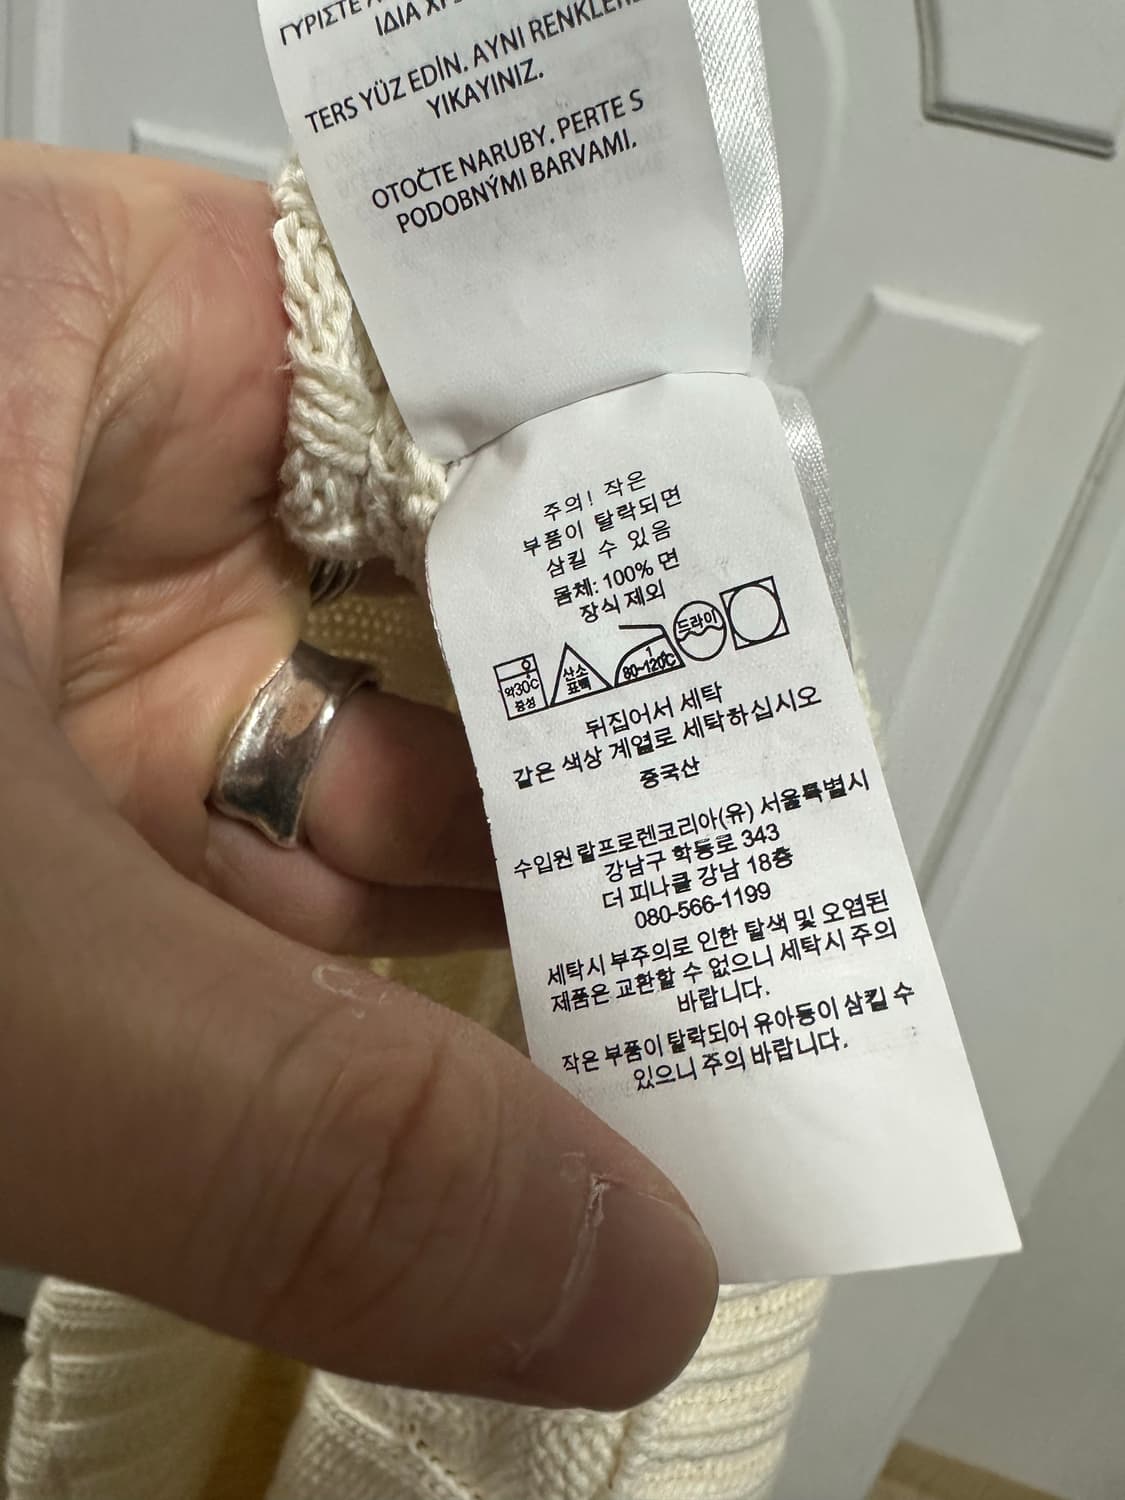 ΓΥΡΙΣΤΕ
ΙΔΙΑ
TERS YÜZ EDİN. AYNI
YIKAYINIZ.
OTOČTE NARUBY. PERTE S
PODOBNÝMI BARVAMI.
주의! 작은
부품이 탈락되면
삼킬 수 있음
몸체: 100% 면
장식 제외
약30℃
중성
산소
표백
1
80~120℃
드라이
뒤집어서 세탁
같은 색상 계열로 세탁하십시오
중국산
수입원 랄프로렌코리아(유) 서울특별시
강남구 학동로 343
더 피나클 강남 18층
080-566-1199
세탁시 부주의로 인한 탈색 및 오염된
제품은 교환할 수 없으니 세탁시 주의
바랍니다.
작은 부품이 탈락되어 유아동이 삼킬 수
있으니 주의 바랍니다.